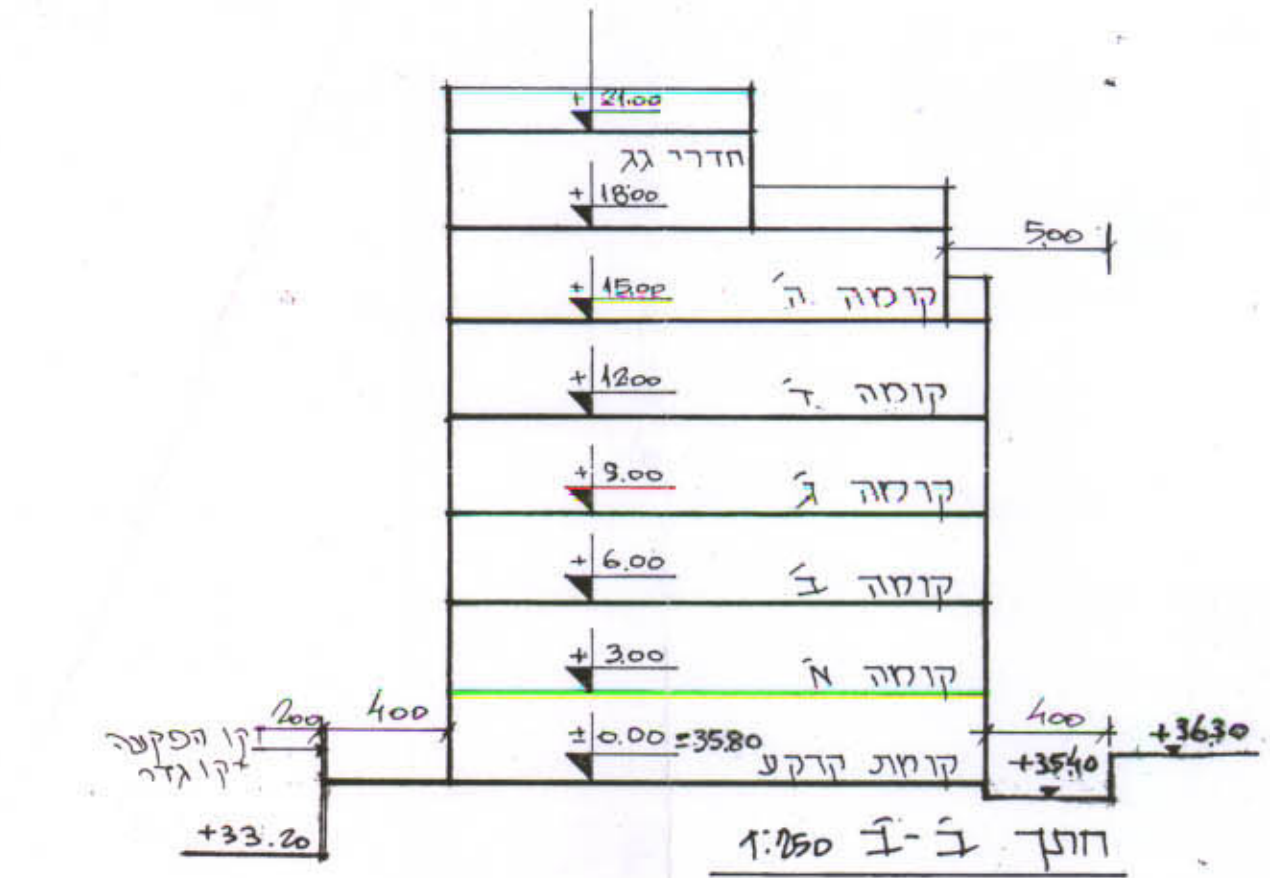 + 21.00
חדרי גג
+ 18.00
5.00
+ 15.00
קומה ה'
+ 12.00
קומה ד'
+ 9.00
קומה ג'
+ 6.00
קומה ב'
+ 3.00
קומה א'
200
400
400
קו הפקעה
+קו גדר
± 0.00 =35.80
קומת קרקע
+35.40
+36.30
+33.20
חתך ב'-ב' 1:250